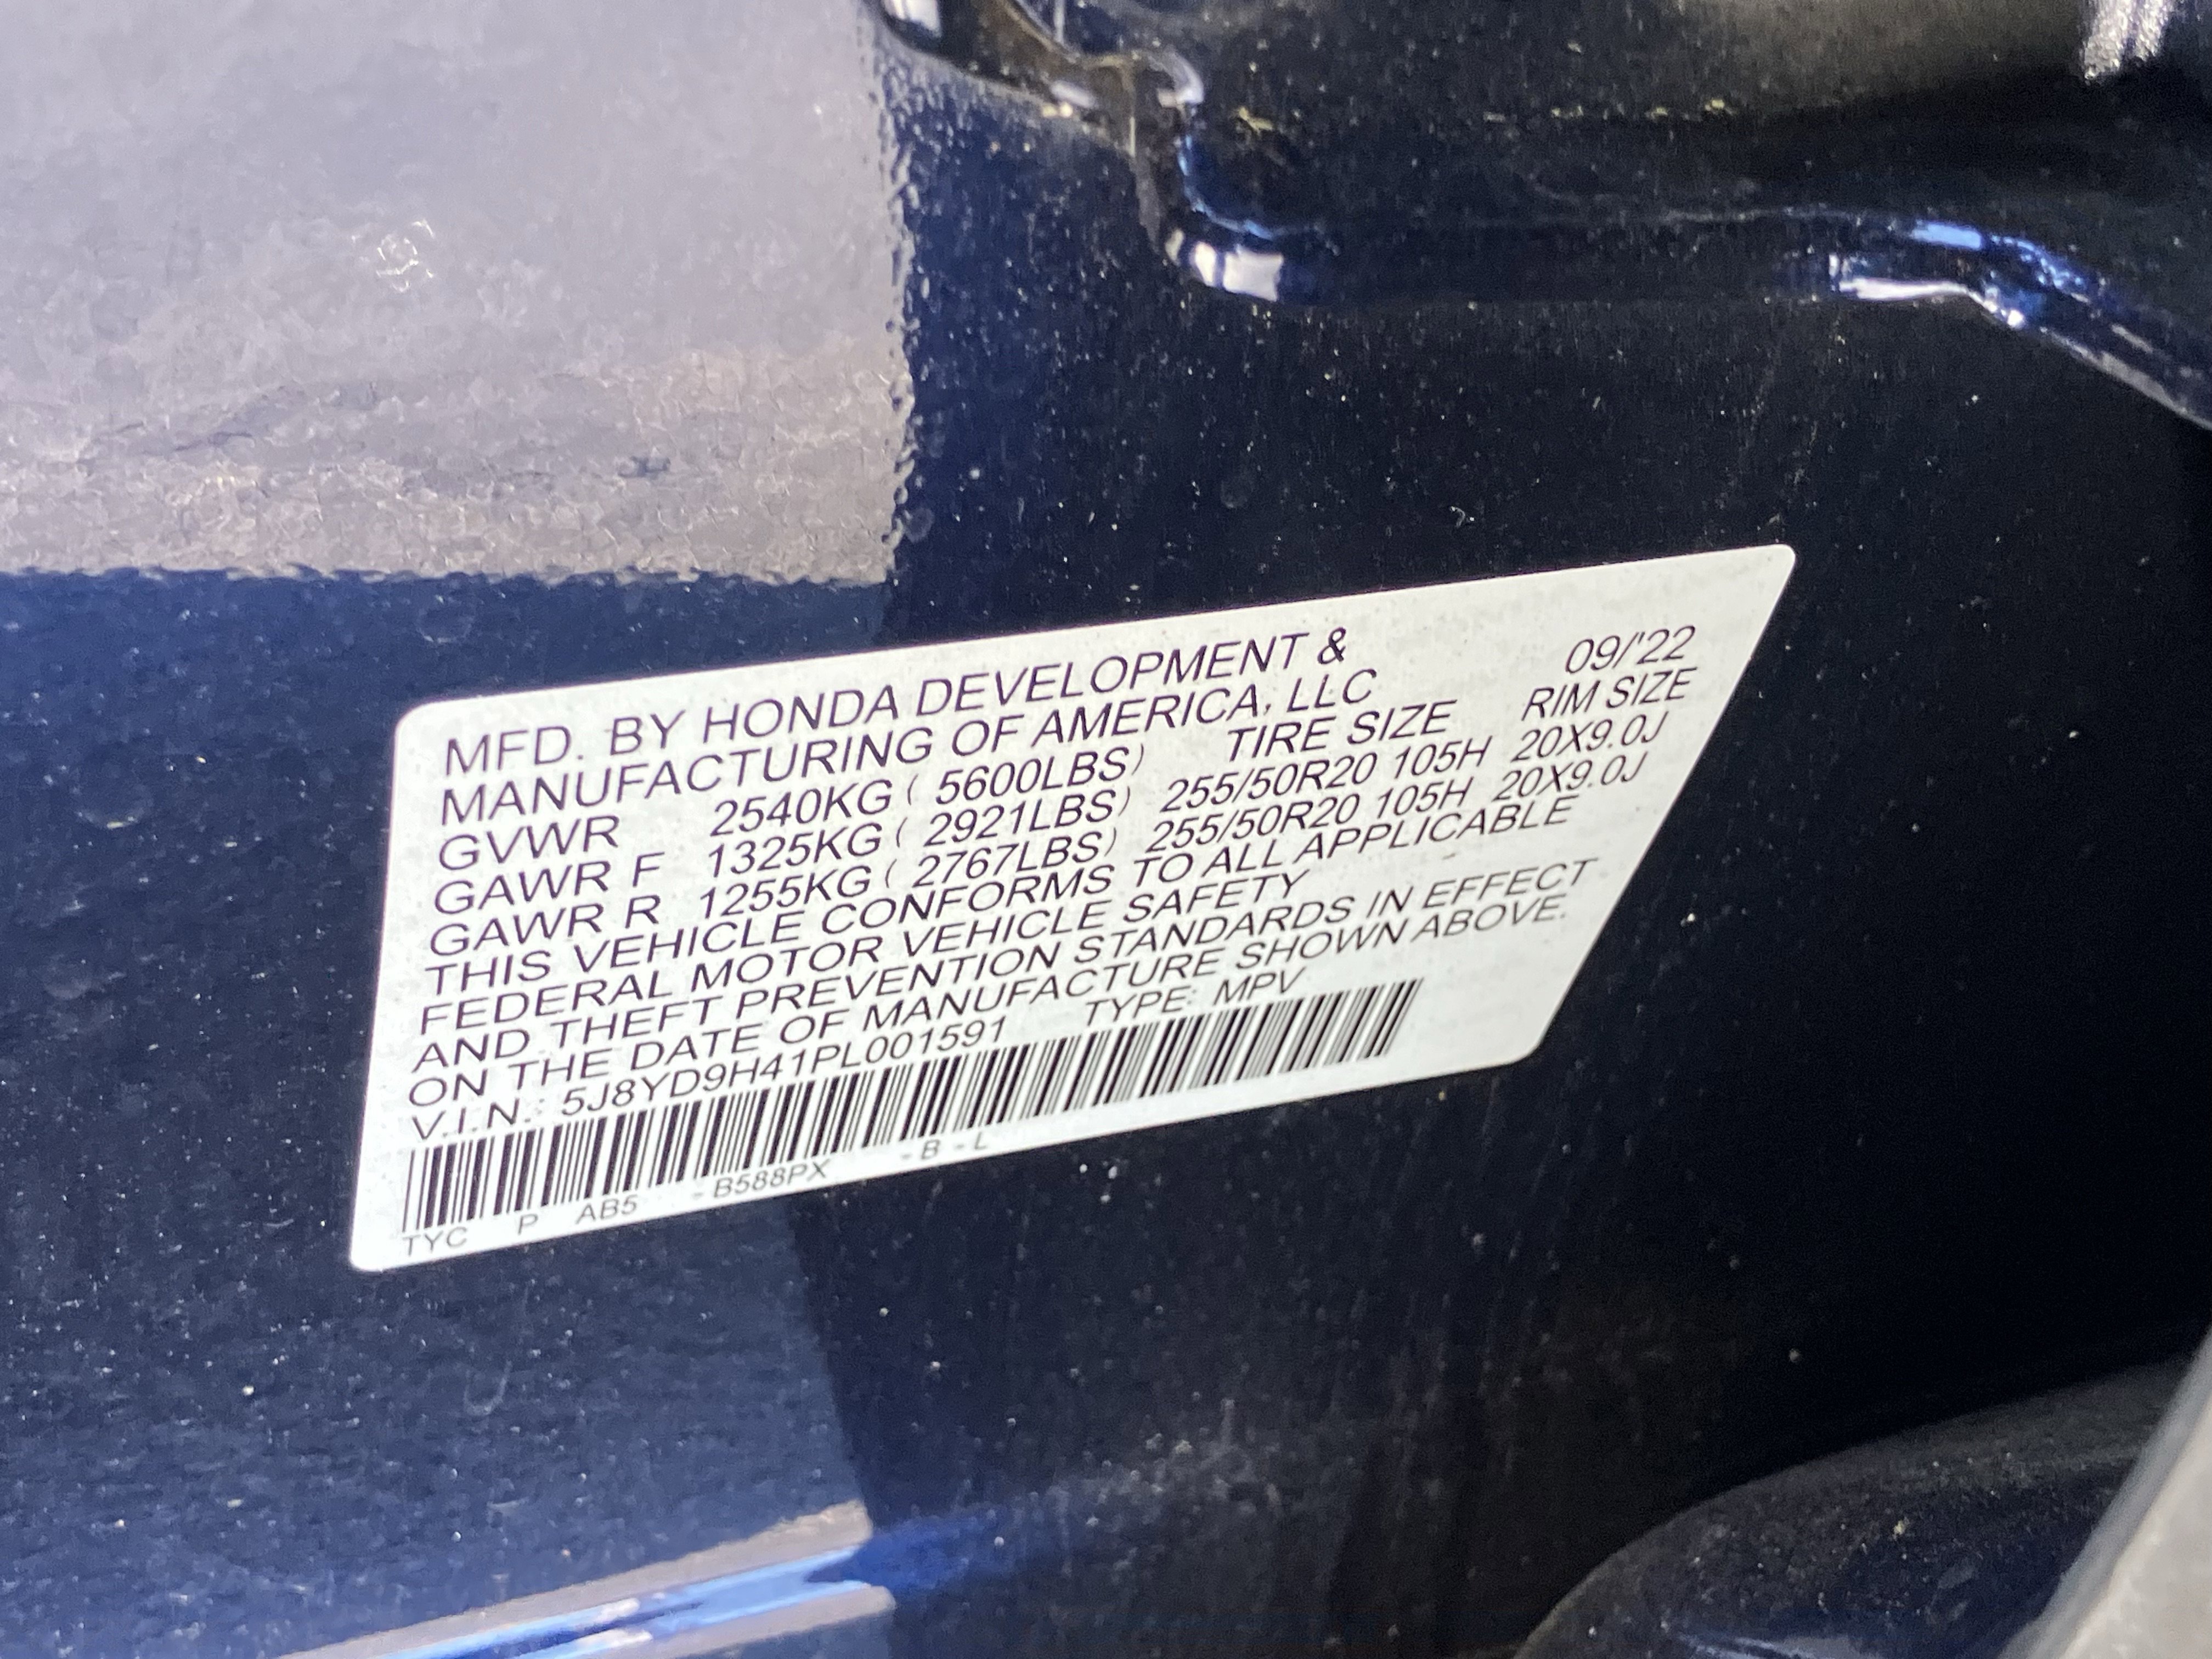 MFD. BY HONDA DEVELOPMENT &
MANUFACTURING OF AMERICA, LLC 09/'22
GVWR 2540KG ( 5600LBS) TIRE SIZE RIM SIZE
GAWR F 1325KG ( 2921LBS) 255/50R20 105H 20X9.0J
GAWR R 1255KG ( 2767LBS) 255/50R20 105H 20X9.0J
THIS VEHICLE CONFORMS TO ALL APPLICABLE
FEDERAL MOTOR VEHICLE SAFETY
AND THEFT PREVENTION STANDARDS IN EFFECT
ON THE DATE OF MANUFACTURE SHOWN ABOVE.
V.I.N.: 5J8YD9H41PL001591 TYPE: MPV
TYC P AB5 -B588PX -B -L